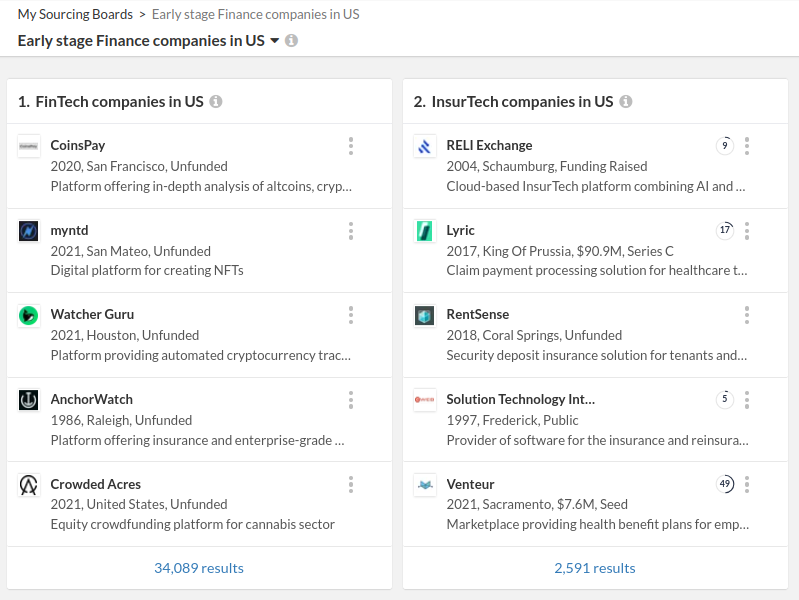 My Sourcing Boards > Early stage Finance companies in US
Early stage Finance companies in US
1. FinTech companies in US
CoinsPay
2020, San Francisco, Unfunded
Platform offering in-depth analysis of altcoins, cryp...
myntd
2021, San Mateo, Unfunded
Digital platform for creating NFTs
Watcher Guru
2021, Houston, Unfunded
Platform providing automated cryptocurrency trac...
AnchorWatch
1986, Raleigh, Unfunded
Platform offering insurance and enterprise-grade ...
Crowded Acres
2021, United States, Unfunded
Equity crowdfunding platform for cannabis sector
34,089 results
2. InsurTech companies in US
RELI Exchange 9
2004, Schaumburg, Funding Raised
Cloud-based InsurTech platform combining AI and ...
Lyric 17
2017, King Of Prussia, $90.9M, Series C
Claim payment processing solution for healthcare t...
RentSense
2018, Coral Springs, Unfunded
Security deposit insurance solution for tenants and...
Solution Technology Int... 5
1997, Frederick, Public
Provider of software for the insurance and reinsura...
Venteur 49
2021, Sacramento, $7.6M, Seed
Marketplace providing health benefit plans for emp...
2,591 results